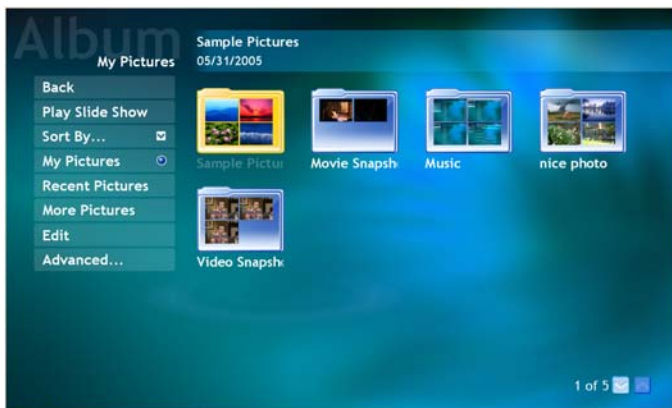 Album
My Pictures
Sample Pictures
05/31/2005
Back
Play Slide Show
Sort By...
My Pictures
Recent Pictures
More Pictures
Edit
Advanced...
Sample Pictu
Movie Snapsh
Music
nice photo
Video Snapsh
1 of 5